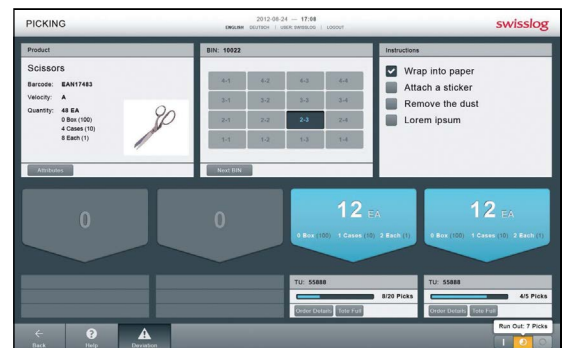 PICKING
2012-08-24 — 17:08
ENGLISH DEUTSCH | USER SWISSLOG | LOGOUT
swisslog
Product
Scissors
Barcode: EAN17483
Velocity: A
Quantity: 48 EA
0 Box (100)
4 Cases (10)
8 Each (1)
Attributes
BIN: 10022
4-1 4-2 4-3 4-4
3-1 3-2 3-3 3-4
2-1 2-2 2-3 2-4
1-1 1-2 1-3 1-4
Next BIN
Instructions
Wrap into paper
Attach a sticker
Remove the dust
Lorem ipsum
0
0
12 EA
0 Box (100) 1 Cases (10) 2 Each (1)
12 EA
0 Box (100) 1 Cases (10) 2 Each (1)
TU: 55888
8/20 Picks
Order Details Tote Full
TU: 55888
4/5 Picks
Order Details Tote Full
Back
Help
Deviation
Run Out: 7 Picks